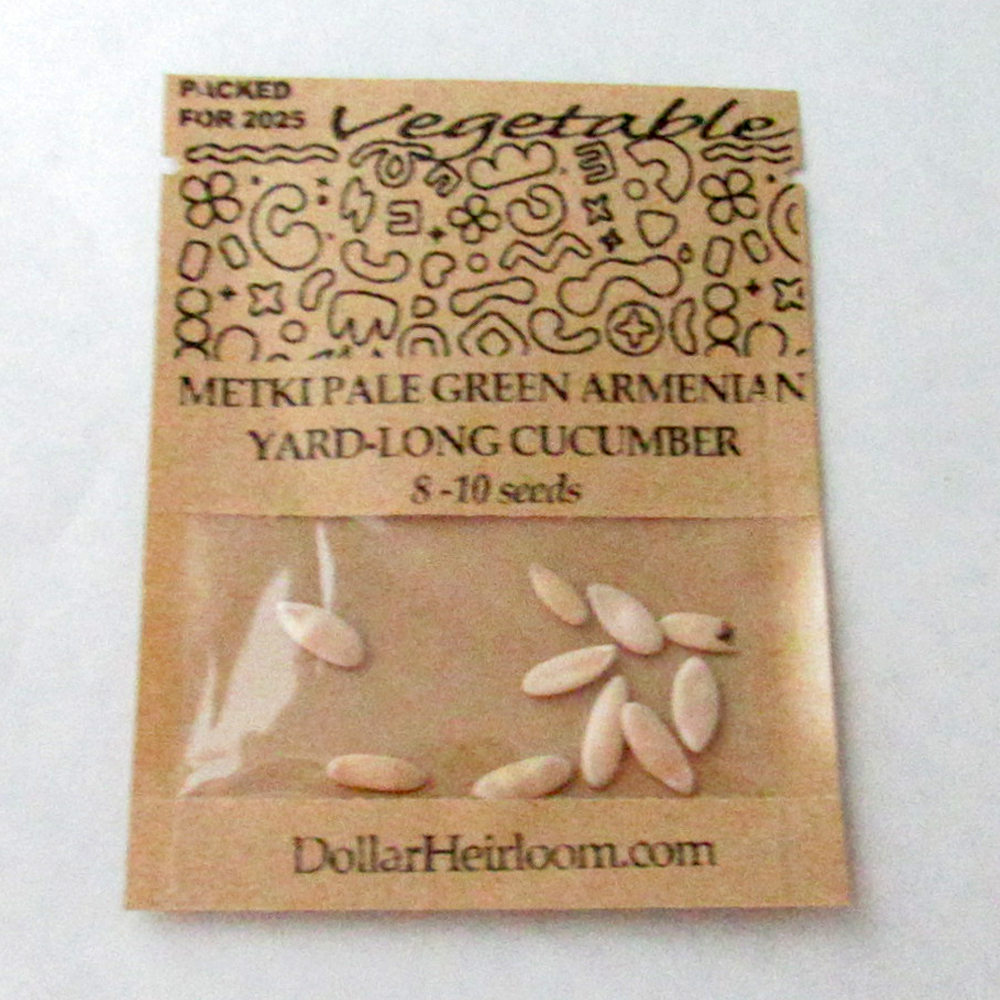 PACKED
FOR 2025
Vegetable
METKI PALE GREEN ARMENIAN
YARD-LONG CUCUMBER
8 -10 seeds
DollarHeirloom.com